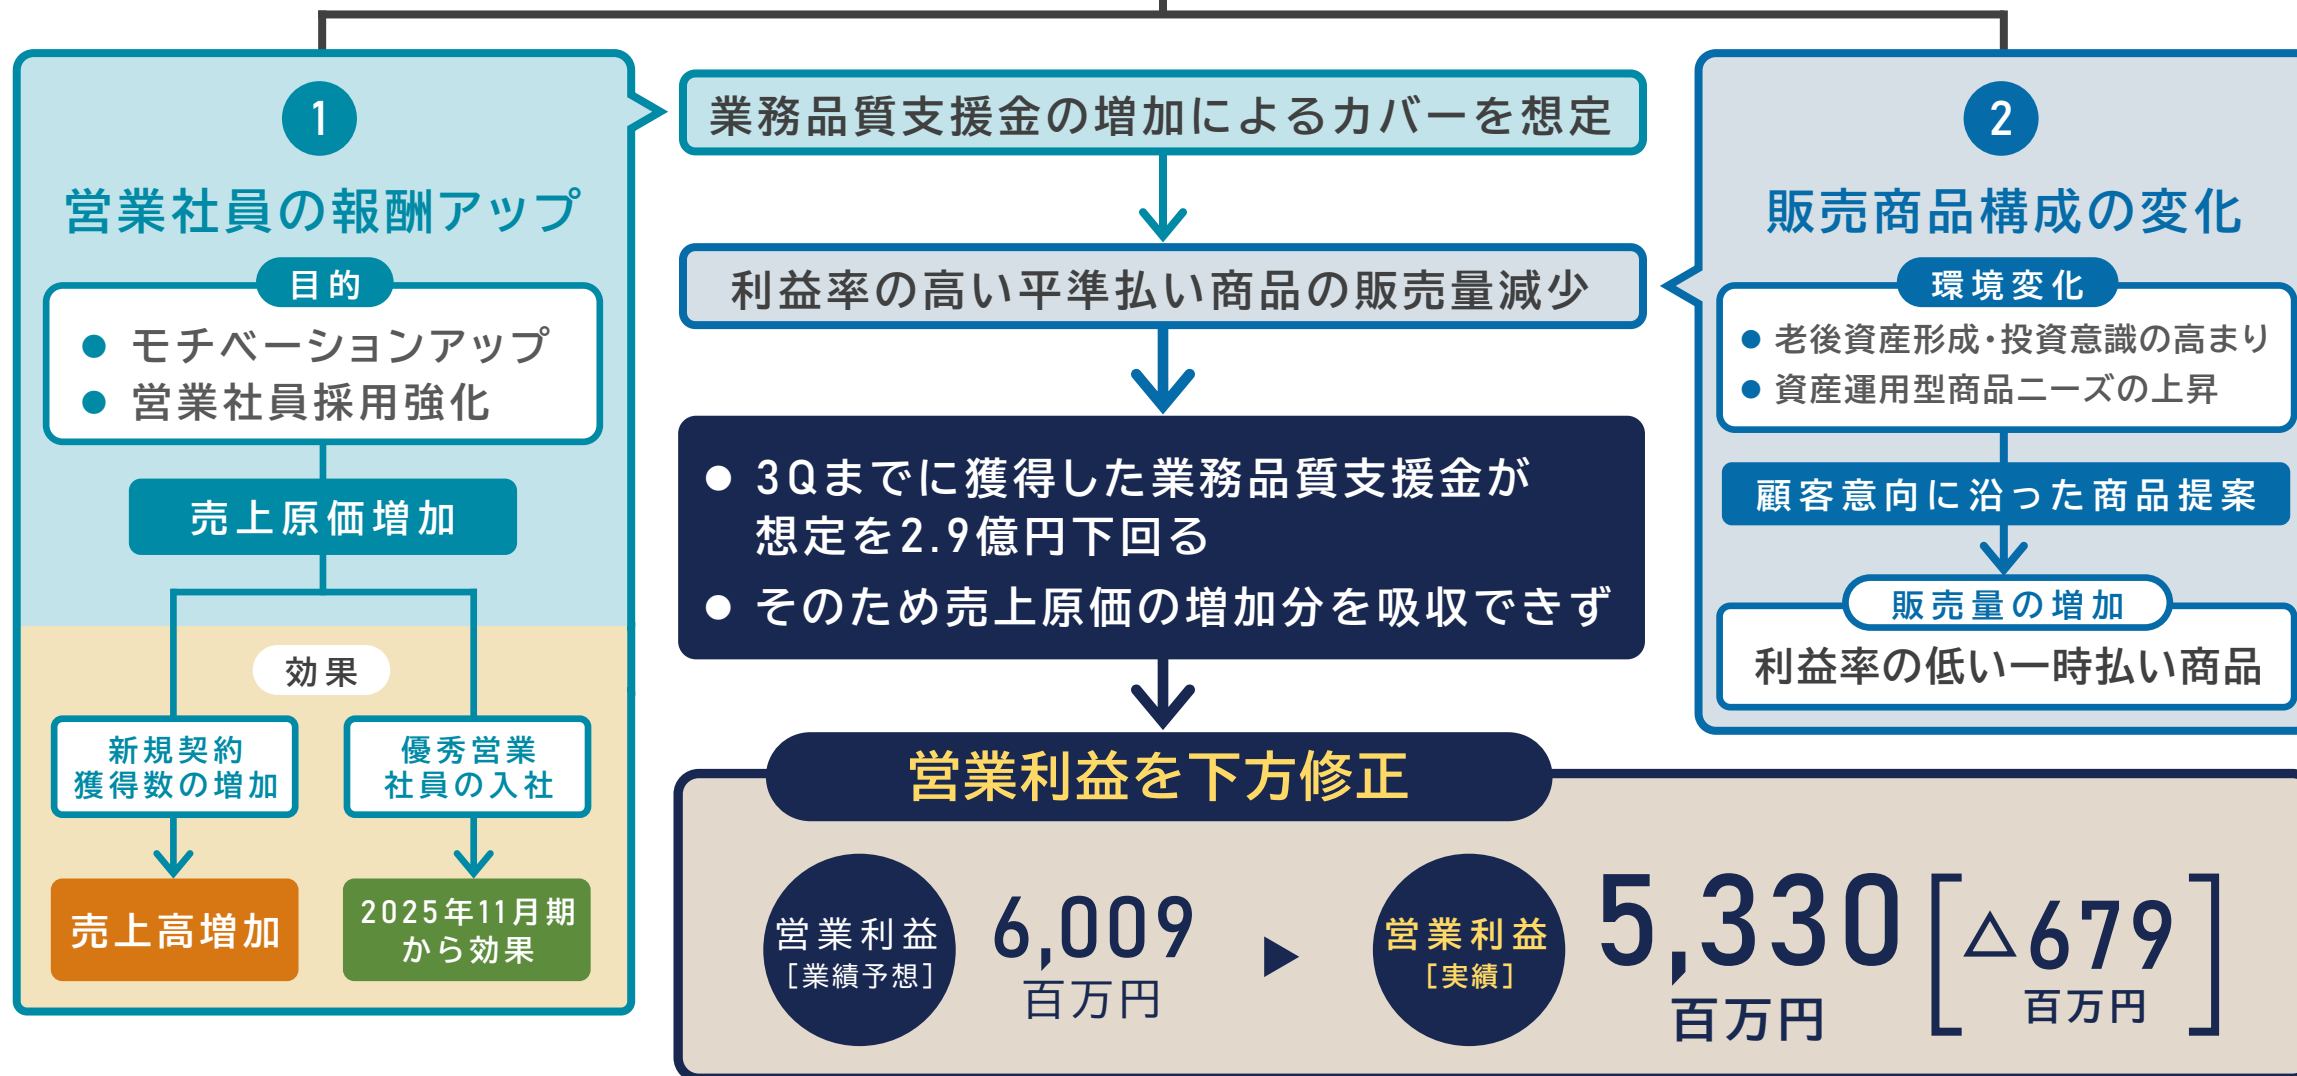 1
営業社員の報酬アップ
目的
● モチベーションアップ
● 営業社員採用強化
売上原価増加
効果
新規契約
獲得数の増加
売上高増加
優秀営業
社員の入社
2025年11月期
から効果
業務品質支援金の増加によるカバーを想定
利益率の高い平準払い商品の販売量減少
● 3Qまでに獲得した業務品質支援金が
想定を2.9億円下回る
● そのため売上原価の増加分を吸収できず
2
販売商品構成の変化
環境変化
● 老後資産形成・投資意識の高まり
● 資産運用型商品ニーズの上昇
顧客意向に沿った商品提案
販売量の増加
利益率の低い一時払い商品
営業利益を下方修正
営業利益
[業績予想]
6,009
百万円
▶
営業利益
[実績]
5,330
百万円
[△679
百万円]